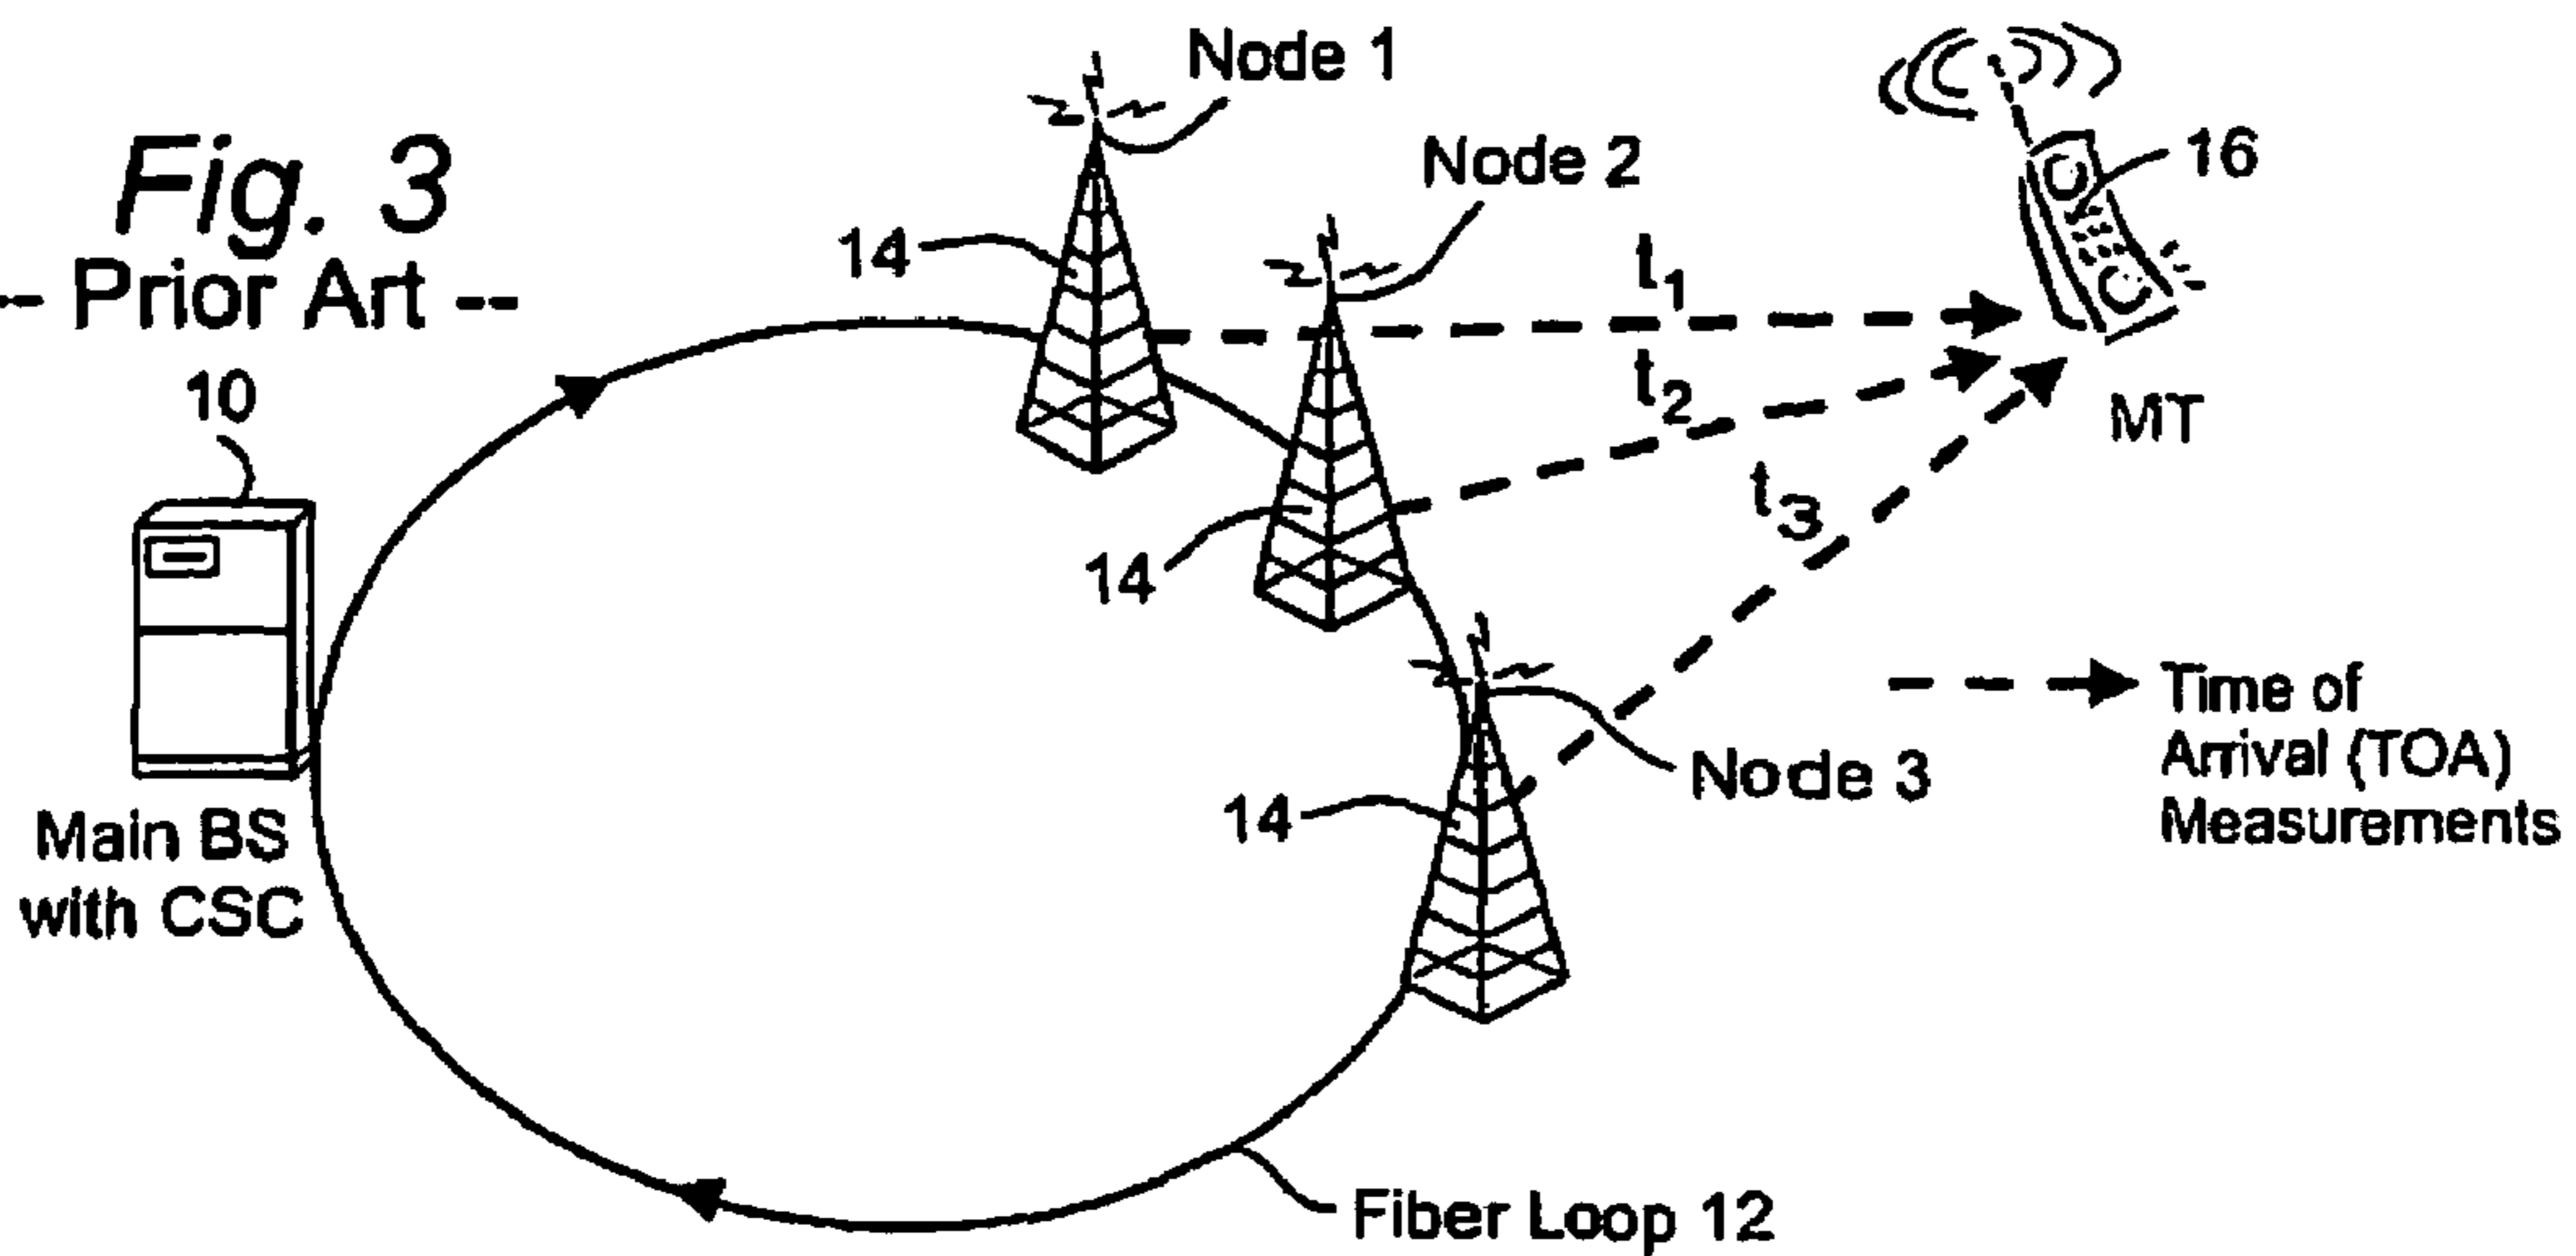 Fig. 3
-- Prior Art --
10
Main BS
with CSC
14
Node 1
14
Node 2
14
Node 3
t1
t2
t3
16
MT
Time of
Arrival (TOA)
Measurements
Fiber Loop 12